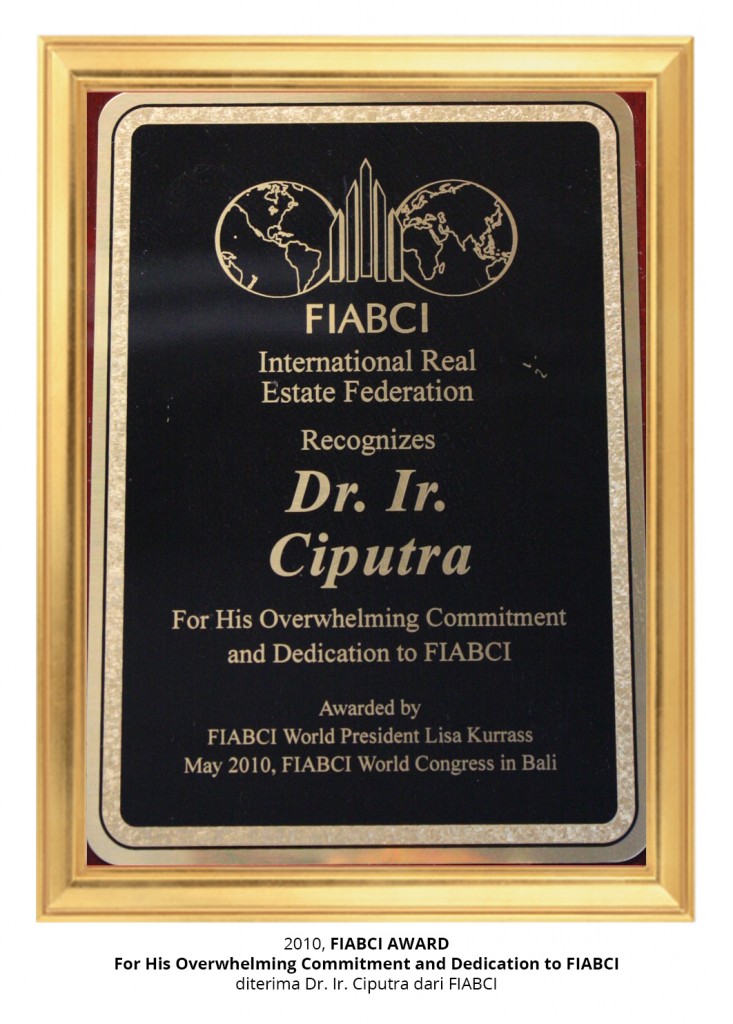 FIABCI
International Real
Estate Federation
Recognizes
Dr. Ir.
Ciputra
For His Overwhelming Commitment
and Dedication to FIABCI
Awarded by
FIABCI World President Lisa Kurrass
May 2010, FIABCI World Congress in Bali
2010, FIABCI AWARD
For His Overwhelming Commitment and Dedication to FIABCI
diterima Dr. Ir. Ciputra dari FIABCI